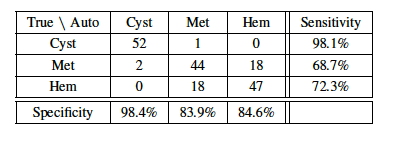 True \ Auto Cyst Met Hem Sensitivity
Cyst 52 1 0 98.1%
Met 2 44 18 68.7%
Hem 0 18 47 72.3%
Specificity 98.4% 83.9% 84.6%